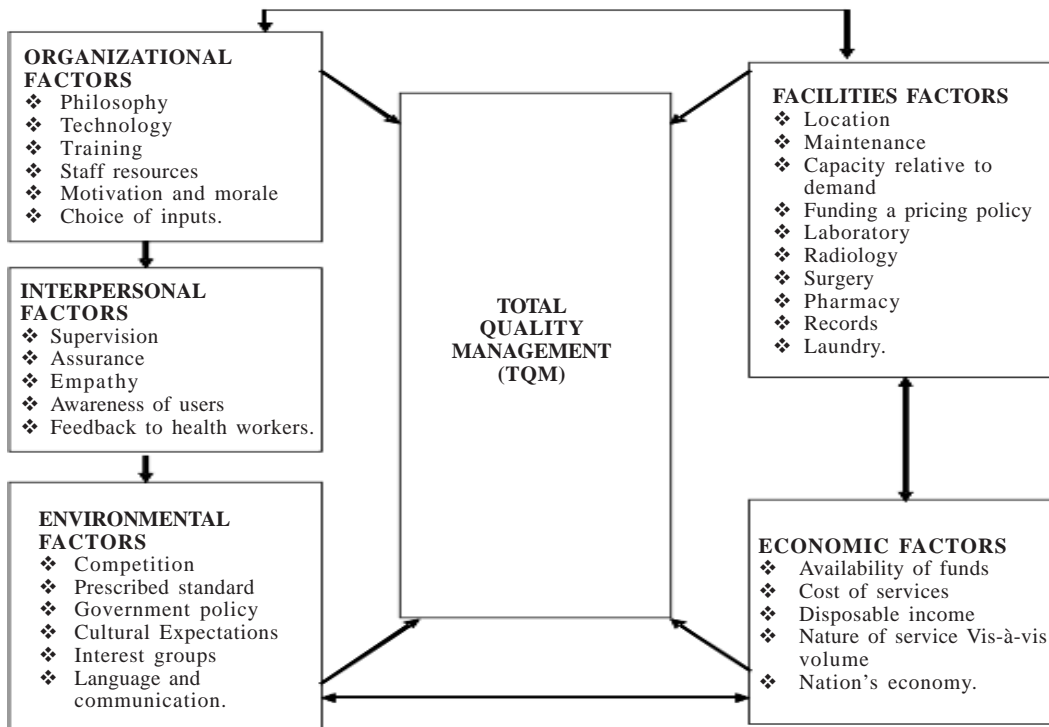 ORGANIZATIONAL
FACTORS
❖ Philosophy
❖ Technology
❖ Training
❖ Staff resources
❖ Motivation and morale
❖ Choice of inputs.
INTERPERSONAL
FACTORS
❖ Supervision
❖ Assurance
❖ Empathy
❖ Awareness of users
❖ Feedback to health workers.
ENVIRONMENTAL
FACTORS
❖ Competition
❖ Prescribed standard
❖ Government policy
❖ Cultural Expectations
❖ Interest groups
❖ Language and
communication.
TOTAL
QUALITY
MANAGEMENT
(TQM)
FACILITIES FACTORS
❖ Location
❖ Maintenance
❖ Capacity relative to
demand
❖ Funding a pricing policy
❖ Laboratory
❖ Radiology
❖ Surgery
❖ Pharmacy
❖ Records
❖ Laundry.
ECONOMIC FACTORS
❖ Availability of funds
❖ Cost of services
❖ Disposable income
❖ Nature of service Vis-à-vis
volume
❖ Nation's economy.